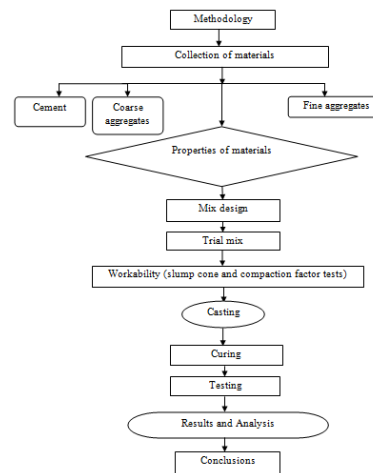 Methodology
Collection of materials
Cement
Coarse
aggregates
Fine aggregates
Properties of materials
Mix design
Trial mix
Workability (slump cone and compaction factor tests)
Casting
Curing
Testing
Results and Analysis
Conclusions